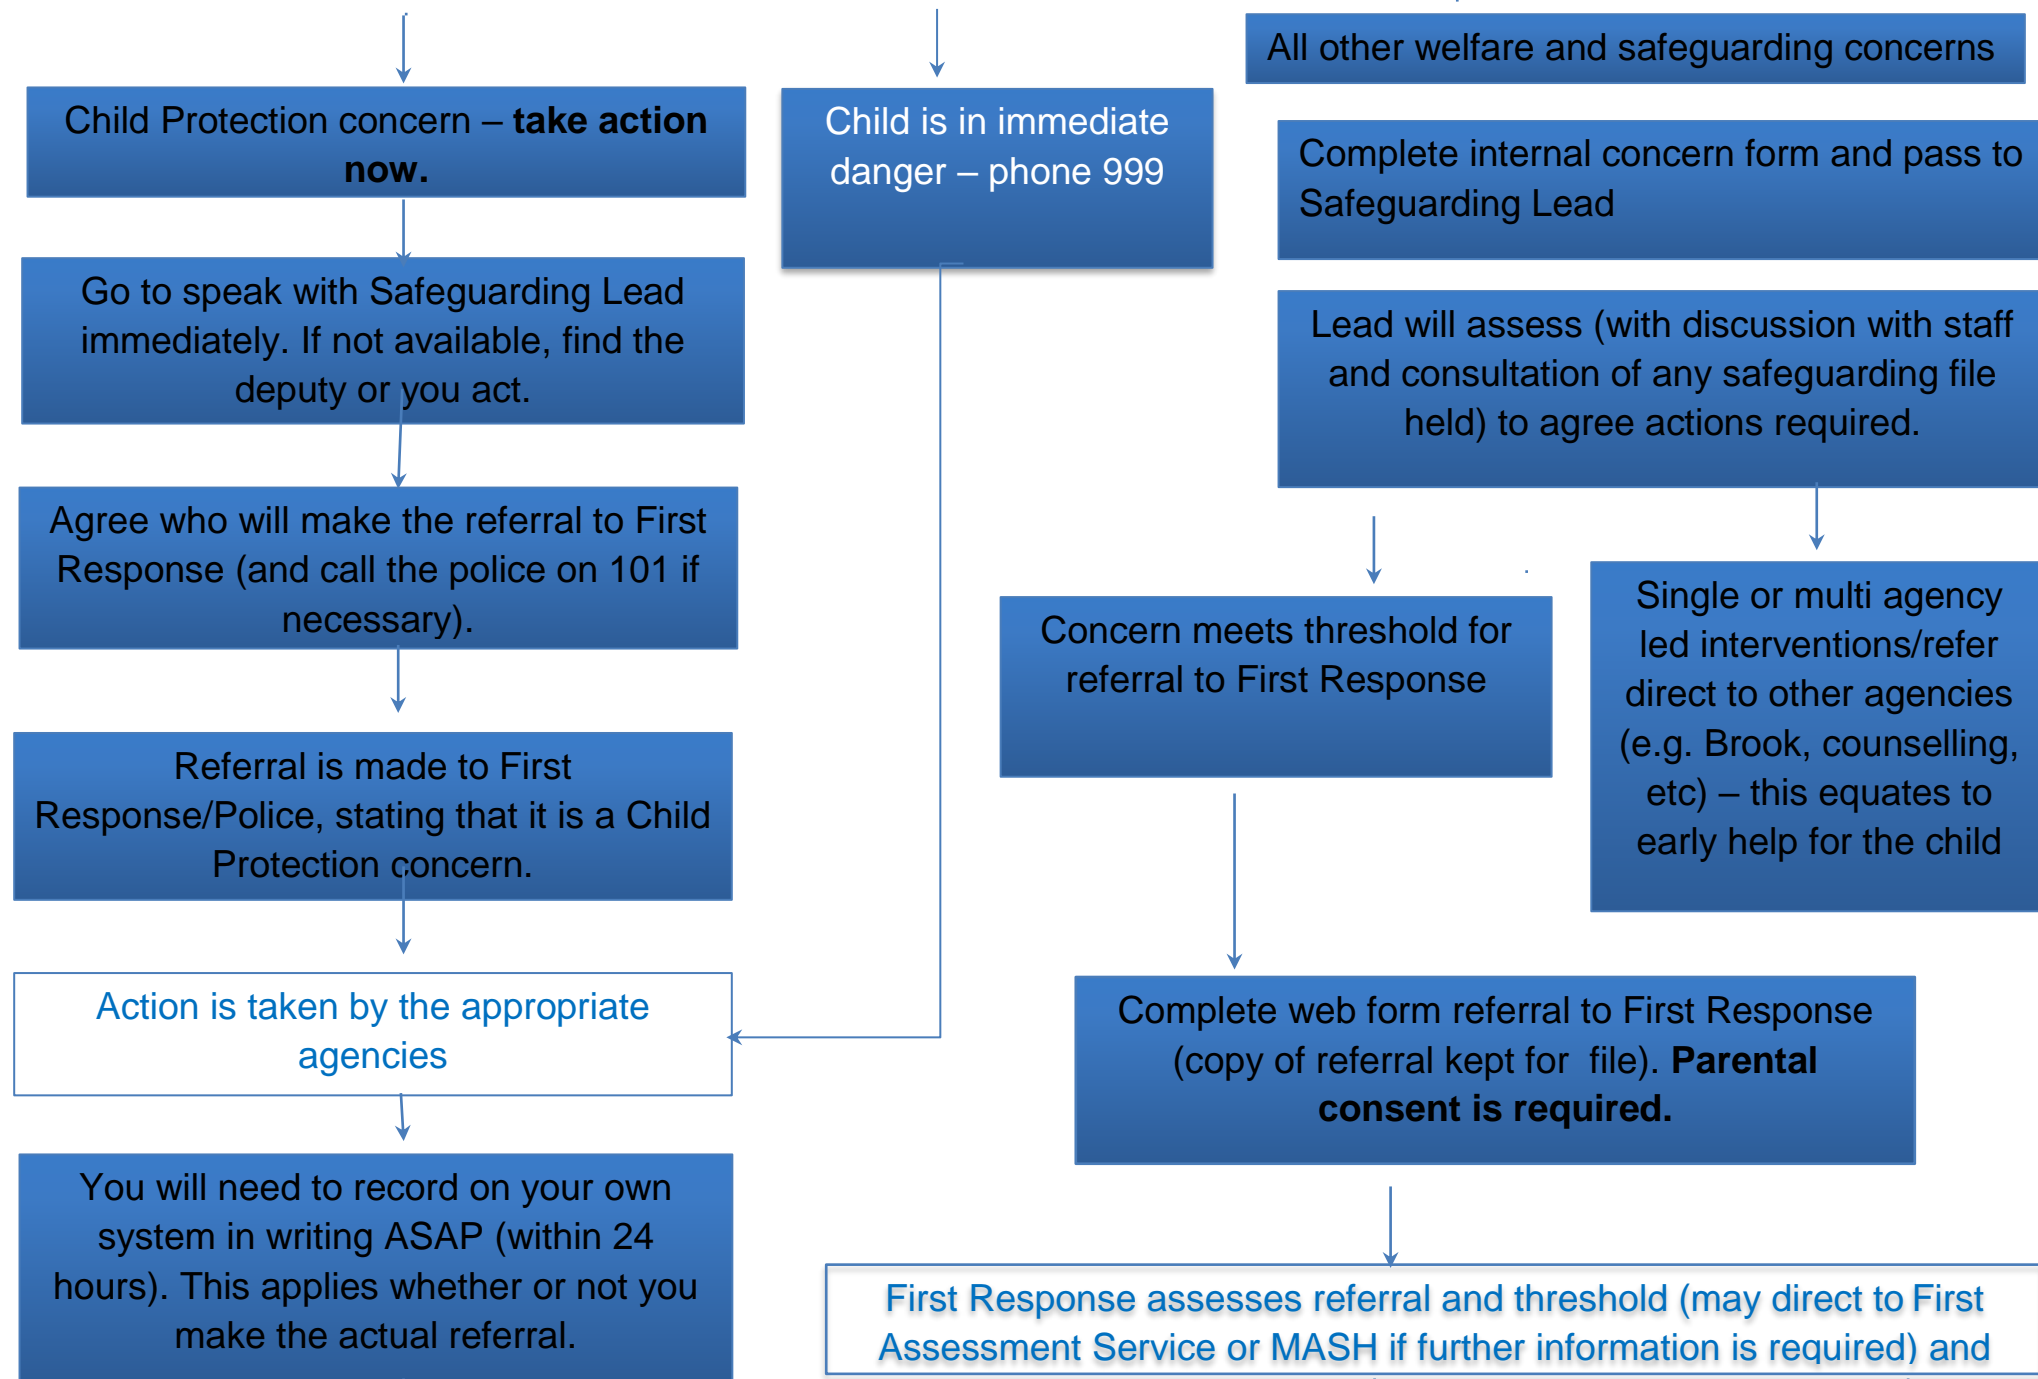 All other welfare and safeguarding concerns
Child Protection concern – take action
now.
Child is in immediate
danger – phone 999
Complete internal concern form and pass to
Safeguarding Lead
Go to speak with Safeguarding Lead
immediately. If not available, find the
deputy or you act.
Lead will assess (with discussion with staff
and consultation of any safeguarding file
held) to agree actions required.
Agree who will make the referral to First
Response (and call the police on 101 if
necessary).
Concern meets threshold for
referral to First Response
Single or multi agency
led interventions/refer
direct to other agencies
(e.g. Brook, counselling,
etc) – this equates to
early help for the child
Referral is made to First
Response/Police, stating that it is a Child
Protection concern.
Action is taken by the appropriate
agencies
Complete web form referral to First Response
(copy of referral kept for file). Parental
consent is required.
You will need to record on your own
system in writing ASAP (within 24
hours). This applies whether or not you
make the actual referral.
First Response assesses referral and threshold (may direct to First
Assessment Service or MASH if further information is required) and